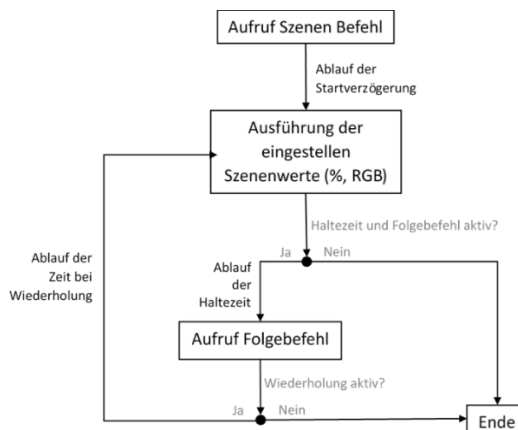 Aufruf Szenen Befehl
Ablauf der
Startverzögerung
Ausführung der
eingestellen
Szenenwerte (%, RGB)
Haltezeit und Folgebefehl aktiv?
Ja
Nein
Ablauf der
Zeit bei
Wiederholung
Ablauf
der
Haltezeit
Aufruf Folgebefehl
Wiederholung aktiv?
Ja
Nein
Ende